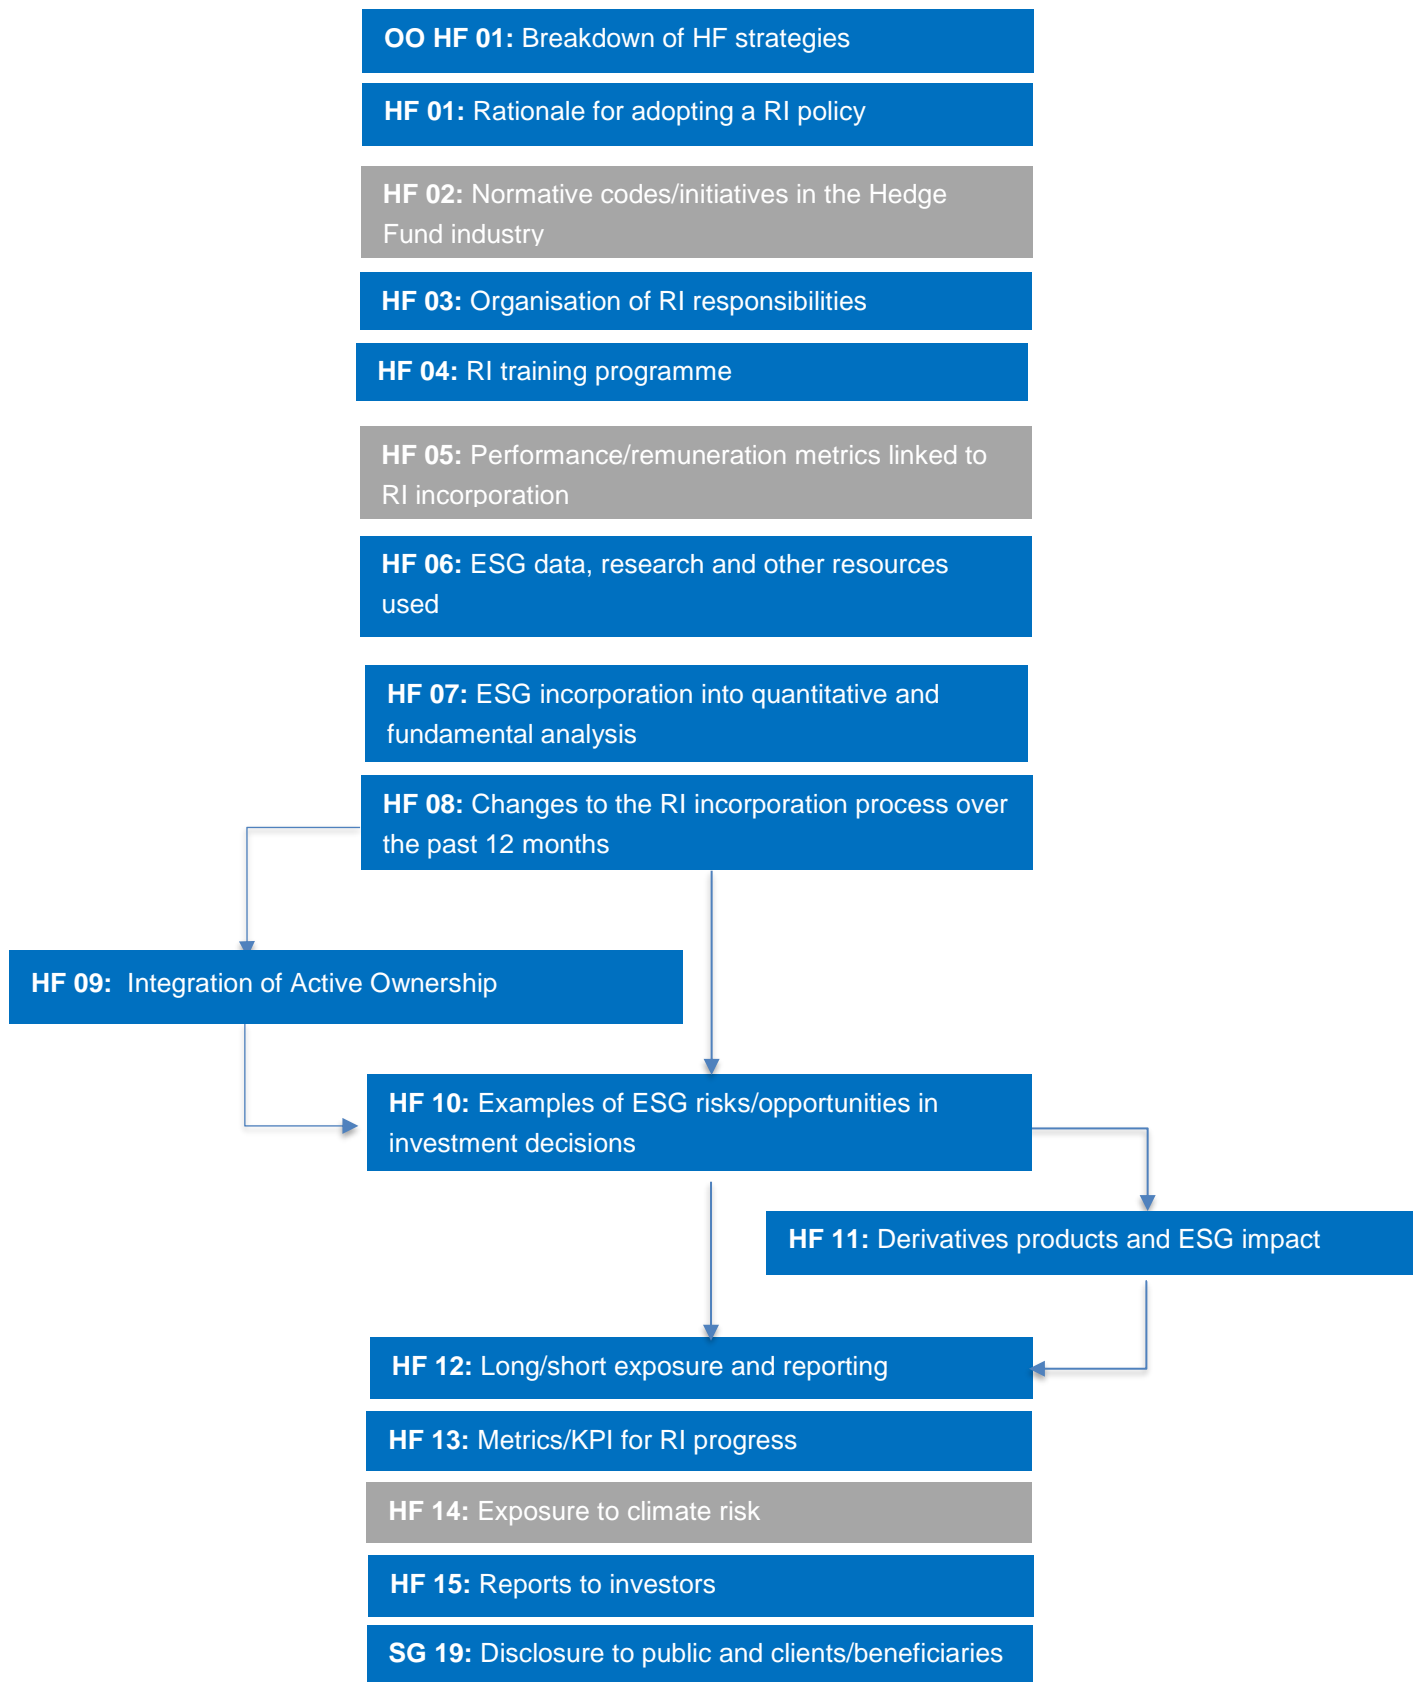 OO HF 01: Breakdown of HF strategies
HF 01: Rationale for adopting a RI policy
HF 02: Normative codes/initiatives in the Hedge
Fund industry
HF 03: Organisation of RI responsibilities
HF 04: RI training programme
HF 05: Performance/remuneration metrics linked to
RI incorporation
HF 06: ESG data, research and other resources
used
HF 07: ESG incorporation into quantitative and
fundamental analysis
HF 08: Changes to the RI incorporation process over
the past 12 months
HF 09: Integration of Active Ownership
HF 10: Examples of ESG risks/opportunities in
investment decisions
HF 11: Derivatives products and ESG impact
HF 12: Long/short exposure and reporting
HF 13: Metrics/KPI for RI progress
HF 14: Exposure to climate risk
HF 15: Reports to investors
SG 19: Disclosure to public and clients/beneficiaries